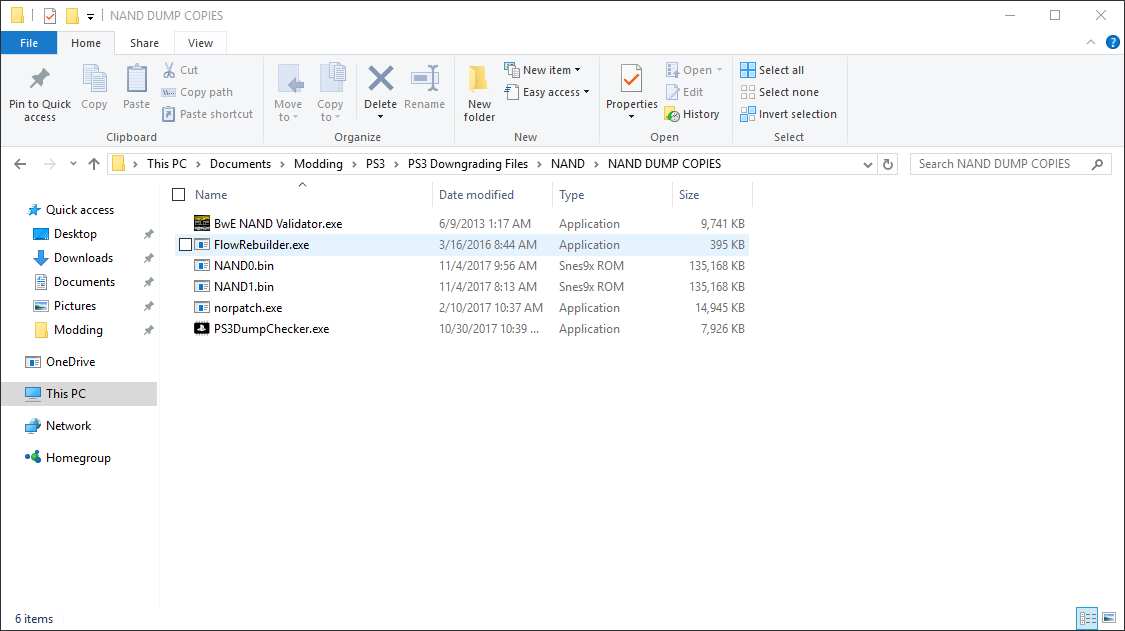 NAND DUMP COPIES
File Home Share View
Pin to Quick access
Copy
Paste
Cut
Copy path
Paste shortcut
Clipboard
Move to
Copy to
Delete
Rename
Organize
New folder
New item
Easy access
New
Properties
Open
Edit
History
Open
Select all
Select none
Invert selection
Select
This PC > Documents > Modding > PS3 > PS3 Downgrading Files > NAND > NAND DUMP COPIES
Search NAND DUMP COPIES
Quick access
Desktop
Downloads
Documents
Pictures
Modding
OneDrive
This PC
Network
Homegroup
Name Date modified Type Size
BwE NAND Validator.exe 6/9/2013 1:17 AM Application 9,741 KB
FlowRebuilder.exe 3/16/2016 8:44 AM Application 395 KB
NAND0.bin 11/4/2017 9:56 AM Snes9x ROM 135,168 KB
NAND1.bin 11/4/2017 8:13 AM Snes9x ROM 135,168 KB
norpatch.exe 2/10/2017 10:37 AM Application 14,945 KB
PS3DumpChecker.exe 10/30/2017 10:39 ... Application 7,926 KB
6 items